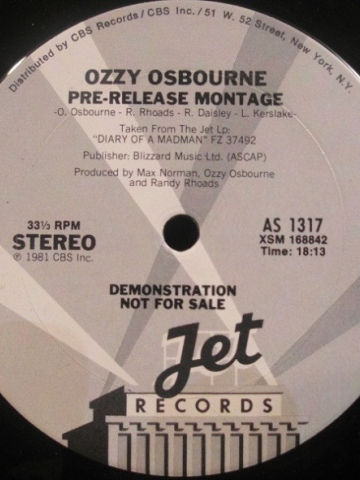 Distributed by CBS Records/CBS Inc./51 W. 52 Street, New York, N.Y.
OZZY OSBOURNE
PRE-RELEASE MONTAGE
-O. Osbourne - R. Rhoads - R. Daisley - L. Kerslake-
Taken From The Jet Lp:
"DIARY OF A MADMAN" FZ 37492
Publisher: Blizzard Music Ltd. (ASCAP)
Produced by Max Norman, Ozzy Osbourne
and Randy Rhoads
33⅓ RPM
STEREO
℗ 1981 CBS Inc.
AS 1317
XSM 168842
Time: 18:13
DEMONSTRATION
NOT FOR SALE
Jet
RECORDS